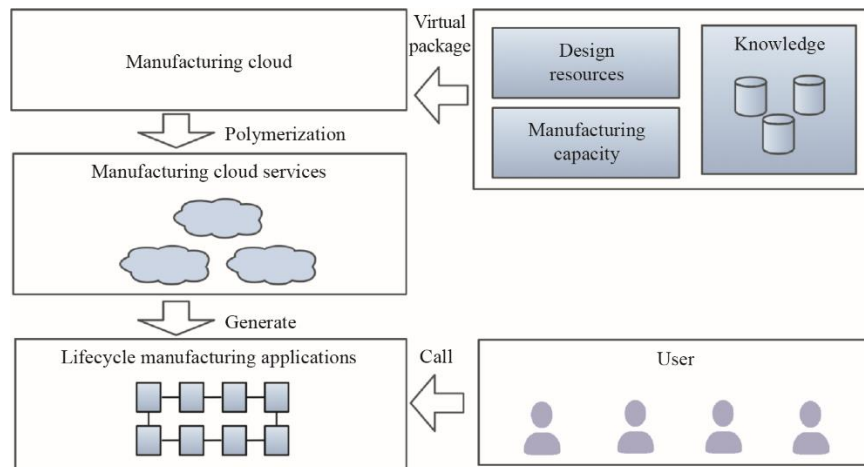 Manufacturing cloud
Virtual
package
Design
resources
Knowledge
Manufacturing
capacity
Polymerization
Manufacturing cloud services
Generate
Lifecycle manufacturing applications
Call
User